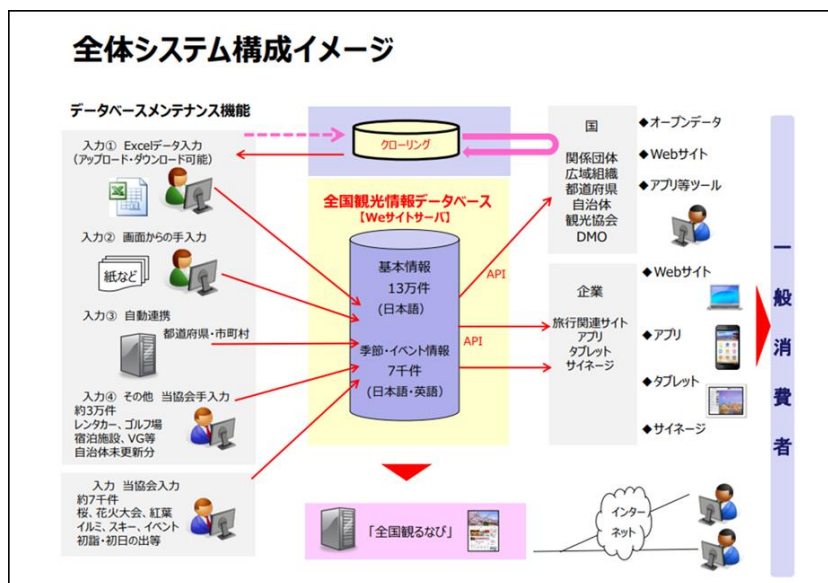 全体システム構成イメージ
データベースメンテナンス機能
入力① Excelデータ入力
(アップロード・ダウンロード可能)
入力② 画面からの手入力
紙など
入力③ 自動連携
都道府県・市町村
入力④ その他 当協会手入力
約3万件
レンタカー、ゴルフ場
宿泊施設、VG等
自治体未更新分
入力 当協会入力
約7千件
桜、花火大会、紅葉
イルミ、スキー、イベント
初詣・初日の出等
クローリング
全国観光情報データベース
【Weサイトサーバ】
基本情報
13万件
(日本語)
季節・イベント情報
7千件
(日本語・英語)
API
API
「全国観るなび」
国
関係団体
広域組織
都道府県
自治体
観光協会
DMO
◆オープンデータ
◆Webサイト
◆アプリ等ツール
企業
旅行関連サイト
アプリ
タブレット
サイネージ
◆Webサイト
◆アプリ
◆タブレット
◆サイネージ
インター
ネット
一般消費者